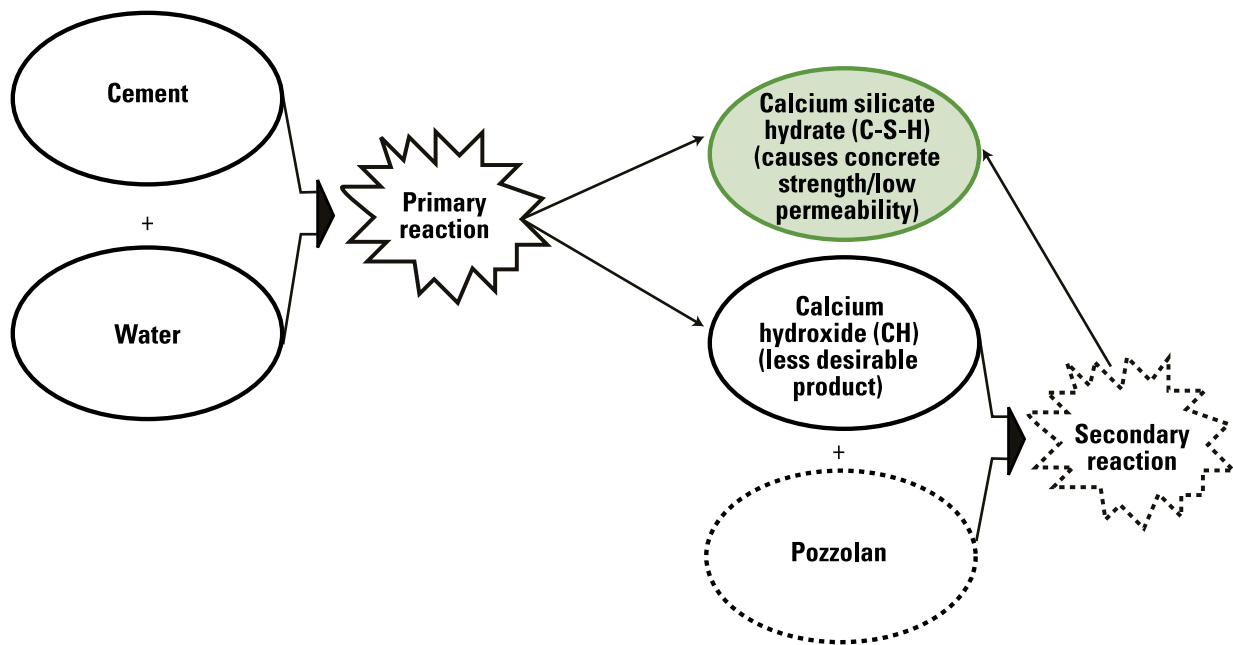 Cement
+
Water
Primary
reaction
Calcium silicate
hydrate (C-S-H)
(causes concrete
strength/low
permeability)
Calcium
hydroxide (CH)
(less desirable
product)
+
Pozzolan
Secondary
reaction